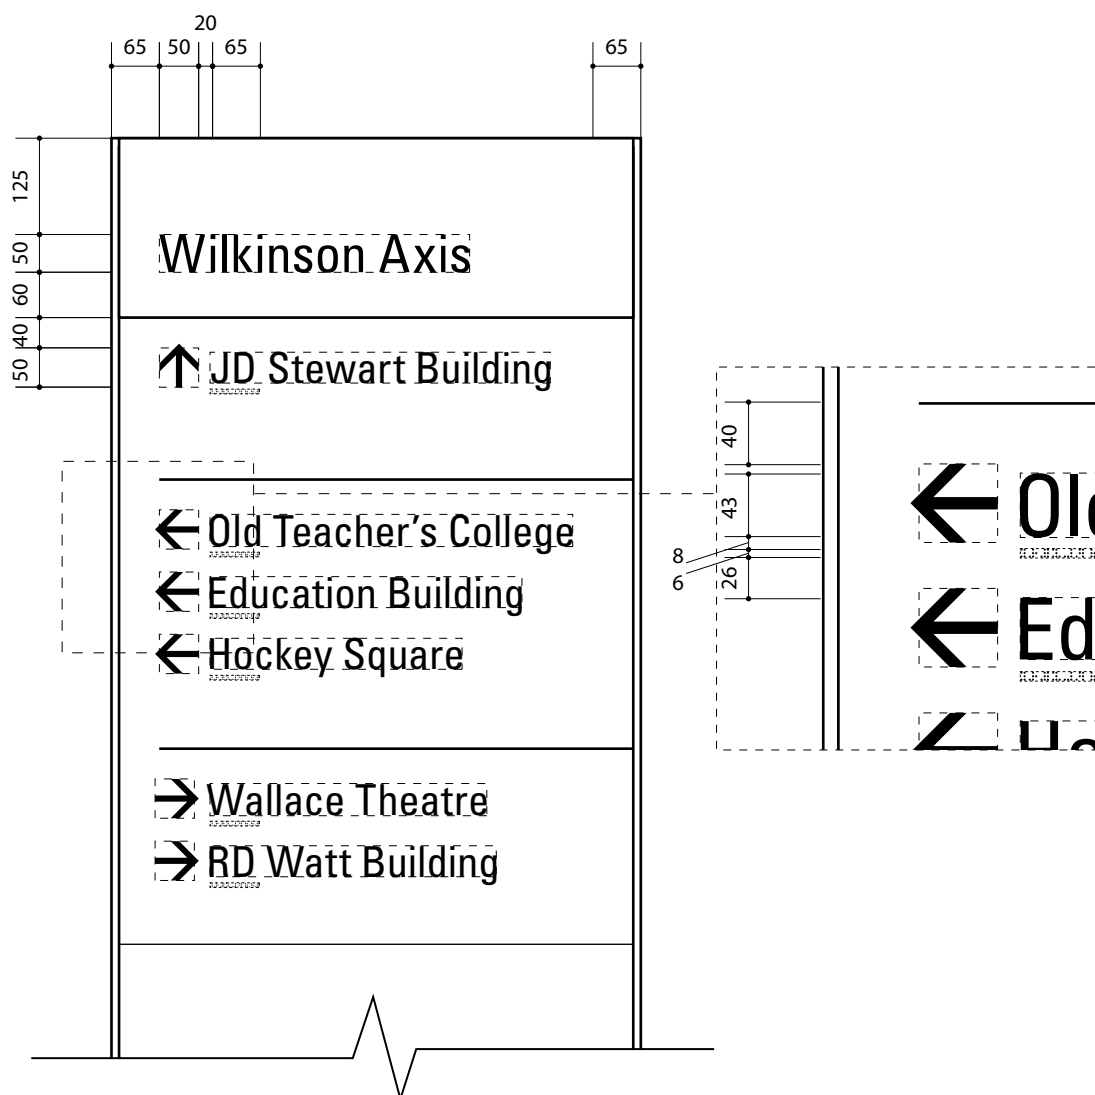 20
65 50 65 65
125
50
60
40
50
Wilkinson Axis
JD Stewart Building
Old Teacher’s College
Education Building
Hockey Square
Wallace Theatre
RD Watt Building
40
43
8
6
26
Old
Ed